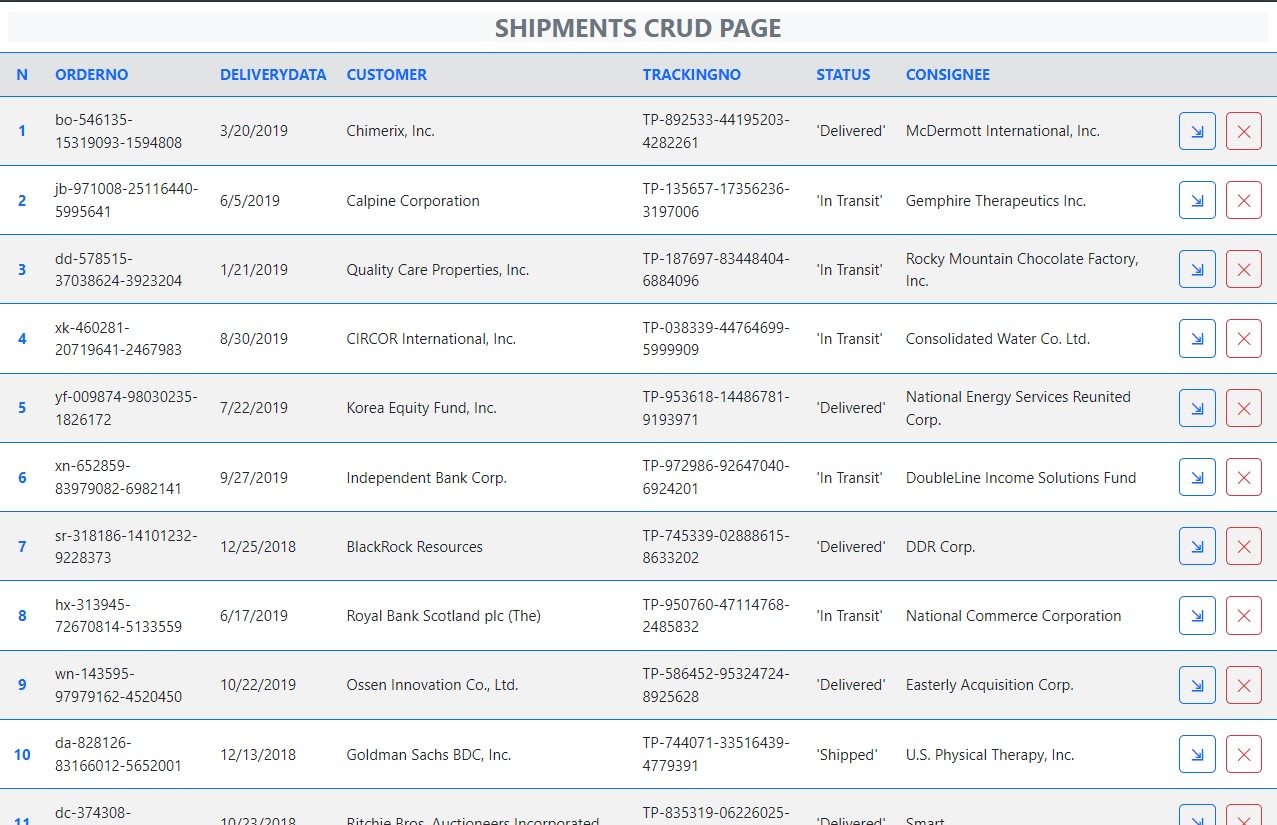 SHIPMENTS CRUD PAGE
N ORDERNO DELIVERYDATA CUSTOMER TRACKINGNO STATUS CONSIGNEE
1 bo-546135-15319093-1594808 3/20/2019 Chimerix, Inc. TP-892533-44195203-4282261 'Delivered' McDermott International, Inc.
2 jb-971008-25116440-5995641 6/5/2019 Calpine Corporation TP-135657-17356236-3197006 'In Transit' Gemphire Therapeutics Inc.
3 dd-578515-37038624-3923204 1/21/2019 Quality Care Properties, Inc. TP-187697-83448404-6884096 'In Transit' Rocky Mountain Chocolate Factory, Inc.
4 xk-460281-20719641-2467983 8/30/2019 CIRCOR International, Inc. TP-038339-44764699-5999909 'In Transit' Consolidated Water Co. Ltd.
5 yf-009874-98030235-1826172 7/22/2019 Korea Equity Fund, Inc. TP-953618-14486781-9193971 'Delivered' National Energy Services Reunited Corp.
6 xn-652859-83979082-6982141 9/27/2019 Independent Bank Corp. TP-972986-92647040-6924201 'In Transit' DoubleLine Income Solutions Fund
7 sr-318186-14101232-9228373 12/25/2018 BlackRock Resources TP-745339-02888615-8633202 'Delivered' DDR Corp.
8 hx-313945-72670814-5133559 6/17/2019 Royal Bank Scotland plc (The) TP-950760-47114768-2485832 'In Transit' National Commerce Corporation
9 wn-143595-97979162-4520450 10/22/2019 Ossen Innovation Co., Ltd. TP-586452-95324724-8925628 'Delivered' Easterly Acquisition Corp.
10 da-828126-83166012-5652001 12/13/2018 Goldman Sachs BDC, Inc. TP-744071-33516439-4779391 'Shipped' U.S. Physical Therapy, Inc.
11 dc-374308- 10/23/2018 Ritchie Bros. Auctioneers Incorporated TP-835319-06226025- 'Delivered' Smart